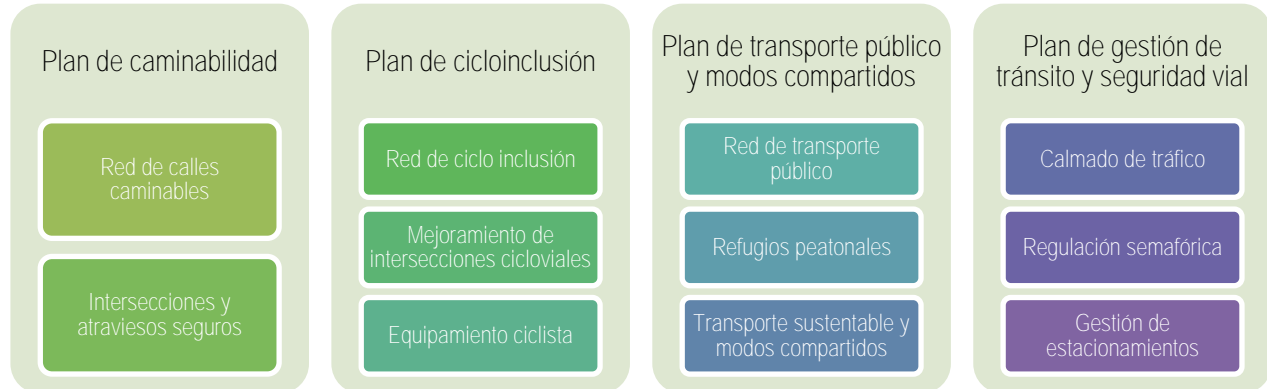 Plan de caminabilidad
Red de calles
caminables
Intersecciones y
atraviesos seguros
Plan de cicloinclusión
Red de ciclo inclusión
Mejoramiento de
intersecciones cicloviales
Equipamiento ciclista
Plan de transporte público
y modos compartidos
Red de transporte
público
Refugios peatonales
Transporte sustentable y
modos compartidos
Plan de gestión de
tránsito y seguridad vial
Calmado de tráfico
Regulación semafórica
Gestión de
estacionamientos